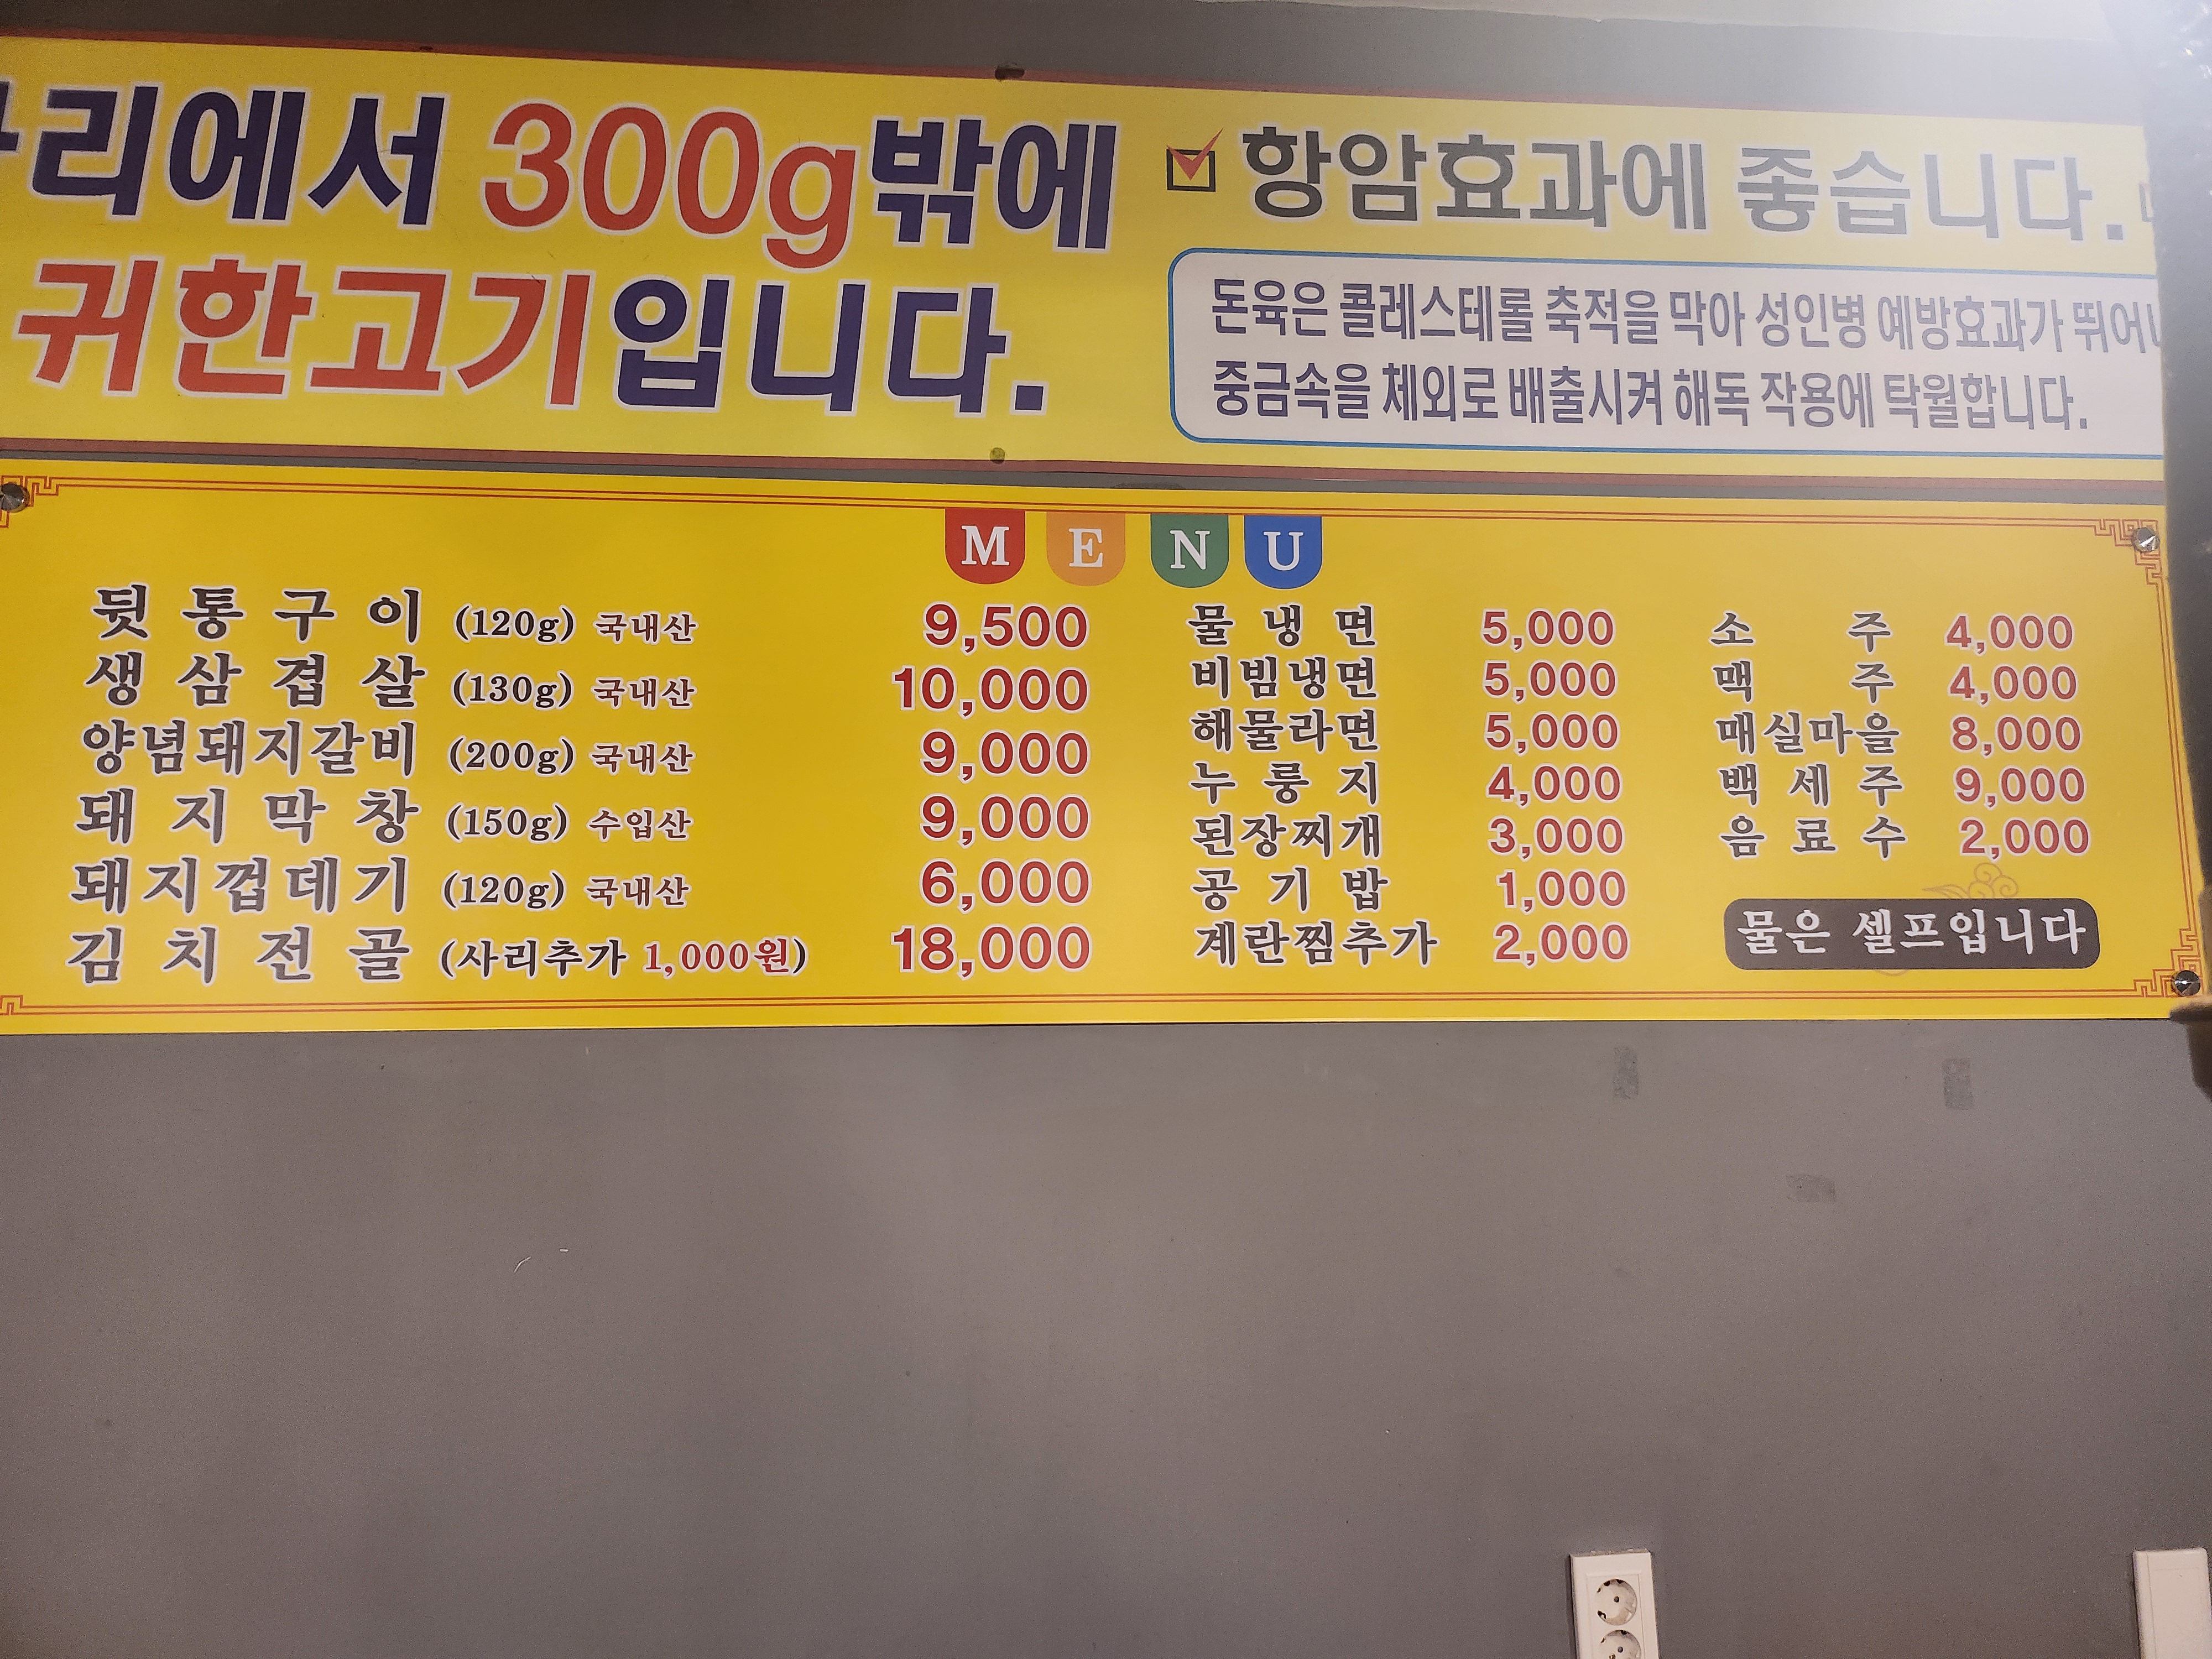 리에서 300g밖에
귀한고기입니다.
항암효과에 좋습니다.
돈육은 콜레스테롤 축적을 막아 성인병 예방효과가
중금속을 체외로 배출시켜 해독 작용에 탁월합니다.
MENU
뒷통구이 (120g) 국내산 9,500
생삼겹살 (130g) 국내산 10,000
양념돼지갈비 (200g) 국내산 9,000
돼지막창 (150g) 수입산 9,000
돼지껍데기 (120g) 국내산 6,000
김치전골 (사리추가 1,000원) 18,000
물냉면 5,000
비빔냉면 5,000
해물라면 5,000
누룽지 4,000
된장찌개 3,000
공기밥 1,000
계란찜추가 2,000
소주 4,000
맥주 4,000
매실마을 8,000
백세주 9,000
음료수 2,000
물은 셀프입니다